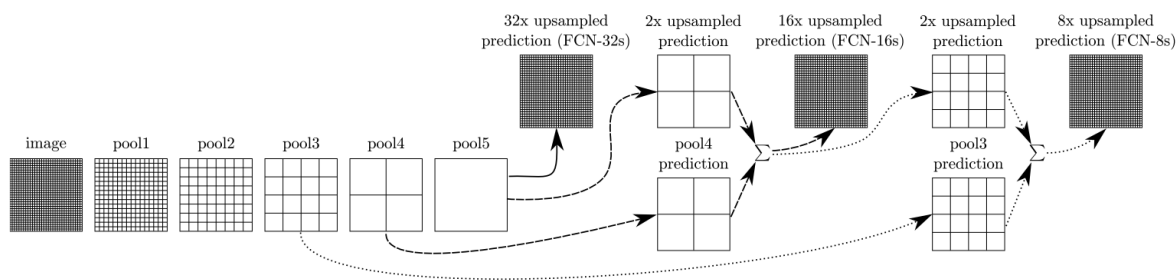 32x upsampled
prediction (FCN-32s)
2x upsampled
prediction
16x upsampled
prediction (FCN-16s)
2x upsampled
prediction
8x upsampled
prediction (FCN-8s)
image
pool1
pool2
pool3
pool4
pool5
pool4
prediction
∑
pool3
prediction
∑